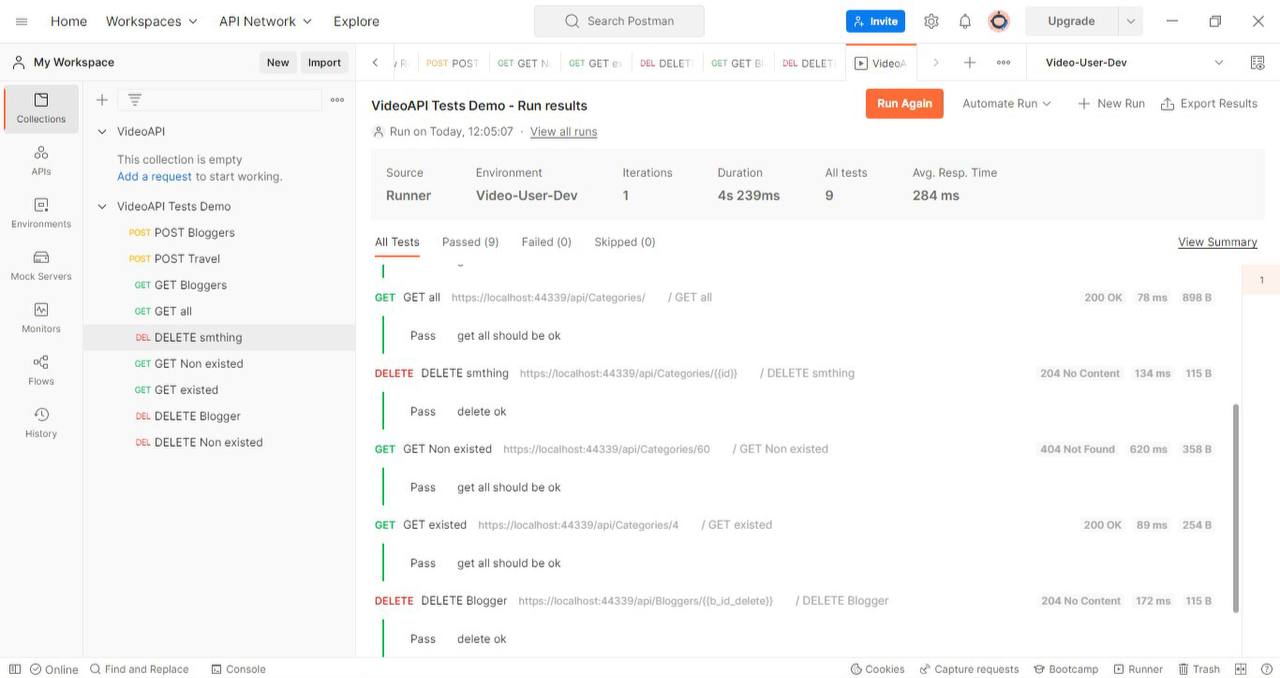 Home Workspaces API Network Explore Search Postman Invite Upgrade
My Workspace New Import POST POST GET GET N GET GET e DEL DELET GET GET B DEL DELET VideoA Video-User-Dev
Collections
APIs
Environments
Mock Servers
Monitors
Flows
History
VideoAPI
This collection is empty
Add a request to start working.
VideoAPI Tests Demo
POST POST Bloggers
POST POST Travel
GET GET Bloggers
GET GET all
DEL DELETE smthing
GET GET Non existed
GET GET existed
DEL DELETE Blogger
DEL DELETE Non existed
VideoAPI Tests Demo - Run results Run Again Automate Run New Run Export Results
Run on Today, 12:05:07 · View all runs
Source Environment Iterations Duration All tests Avg. Resp. Time
Runner Video-User-Dev 1 4s 239ms 9 284 ms
All Tests Passed (9) Failed (0) Skipped (0) View Summary
1
GET GET all https://localhost:44339/api/Categories/ / GET all 200 OK 78 ms 898 B
Pass get all should be ok
DELETE DELETE smthing https://localhost:44339/api/Categories/{{id}} / DELETE smthing 204 No Content 134 ms 115 B
Pass delete ok
GET GET Non existed https://localhost:44339/api/Categories/60 / GET Non existed 404 Not Found 620 ms 358 B
Pass get all should be ok
GET GET existed https://localhost:44339/api/Categories/4 / GET existed 200 OK 89 ms 254 B
Pass get all should be ok
DELETE DELETE Blogger https://localhost:44339/api/Bloggers/{{b_id_delete}} / DELETE Blogger 204 No Content 172 ms 115 B
Pass delete ok
Online Find and Replace Console Cookies Capture requests Bootcamp Runner Trash